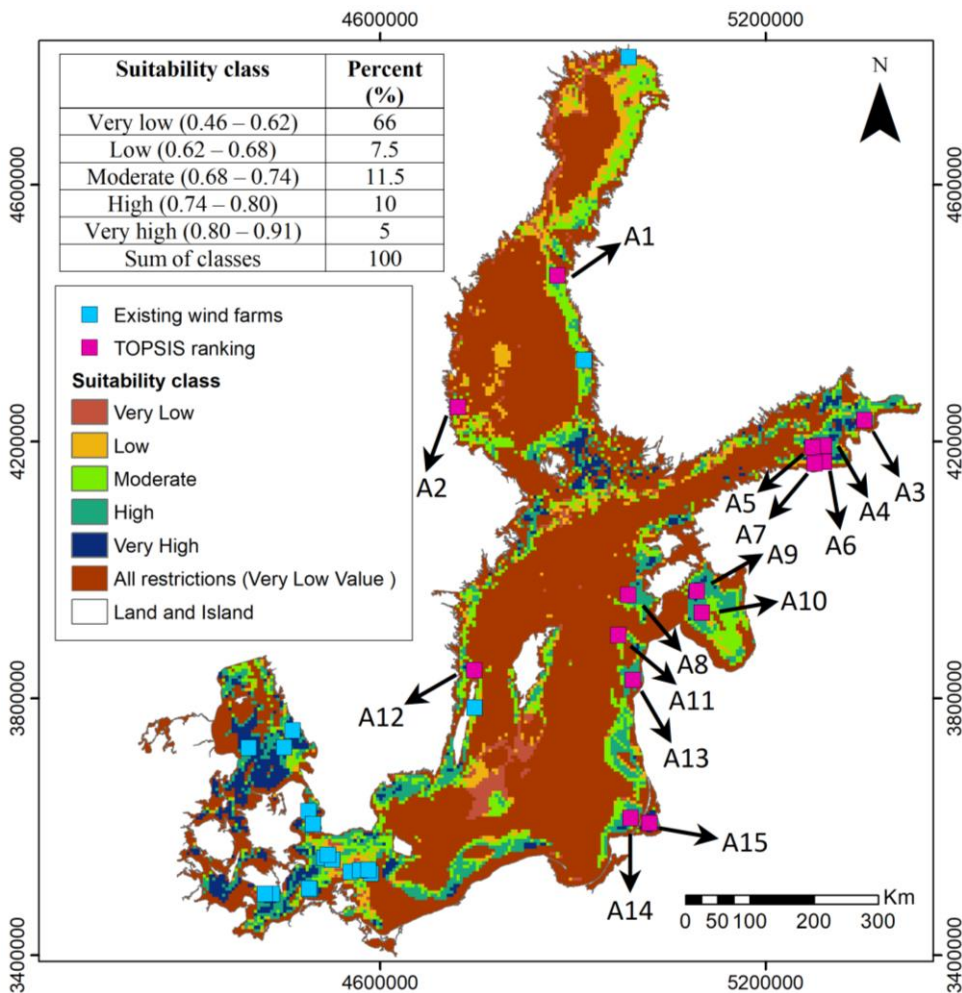 4600000 5200000
Suitability class Percent (%)
Very low (0.46 – 0.62) 66
Low (0.62 – 0.68) 7.5
Moderate (0.68 – 0.74) 11.5
High (0.74 – 0.80) 10
Very high (0.80 – 0.91) 5
Sum of classes 100
N
4600000 4600000
A1
Existing wind farms
TOPSIS ranking
Suitability class
Very Low
Low
Moderate
High
Very High
All restrictions (Very Low Value )
Land and Island
4200000 4200000
A2
A5
A3
A4
A7
A6
A9
A10
A8
A11
A12
3800000 3800000
A13
A15
A14
Km
0 50 100 200 300
3400000 3400000
4600000 5200000